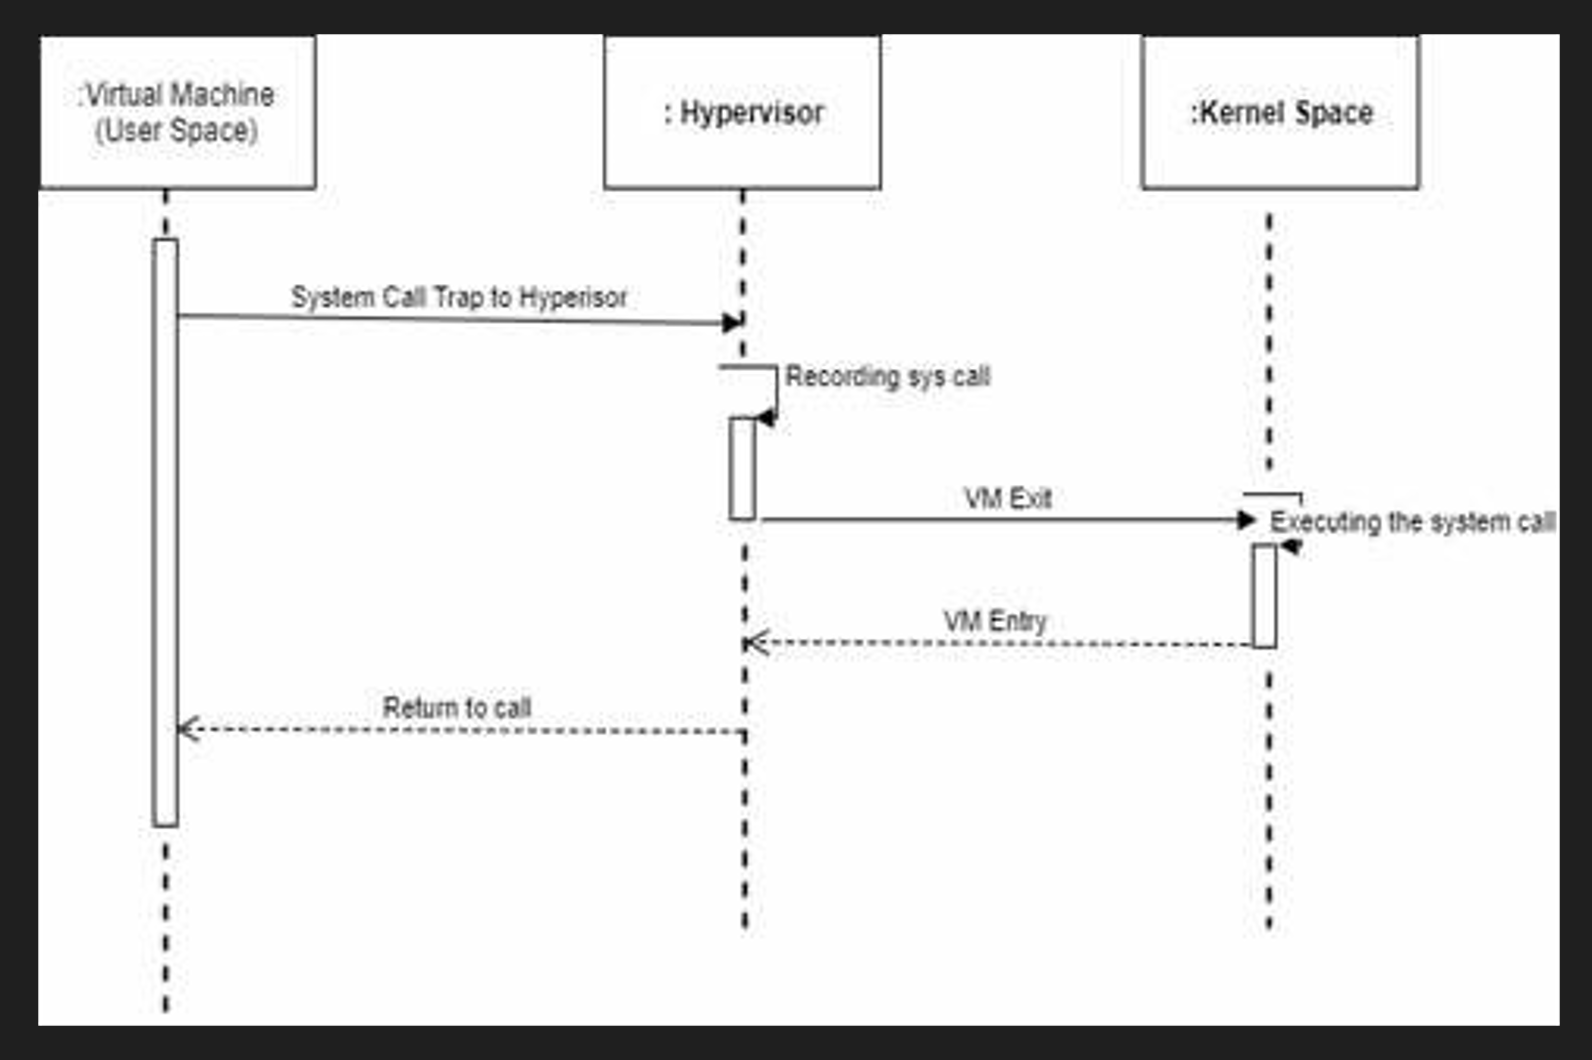 :Virtual Machine
(User Space)
: Hypervisor
:Kernel Space
System Call Trap to Hyperisor
Recording sys call
VM Exit
Executing the system call
VM Entry
Return to call